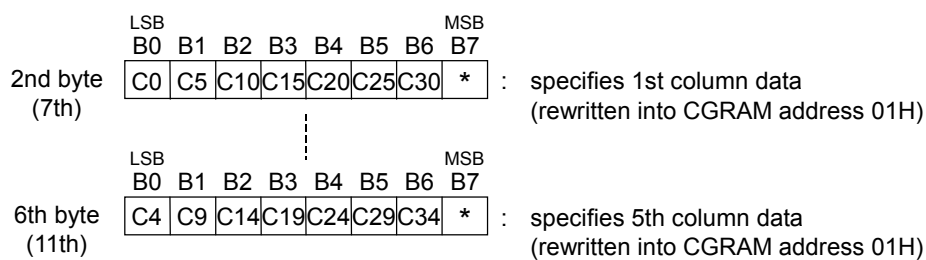 LSB MSB
B0 B1 B2 B3 B4 B5 B6 B7
2nd byte C0 C5 C10 C15 C20 C25 C30 * : specifies 1st column data
(7th) (rewritten into CGRAM address 01H)
LSB MSB
B0 B1 B2 B3 B4 B5 B6 B7
6th byte C4 C9 C14 C19 C24 C29 C34 * : specifies 5th column data
(11th) (rewritten into CGRAM address 01H)